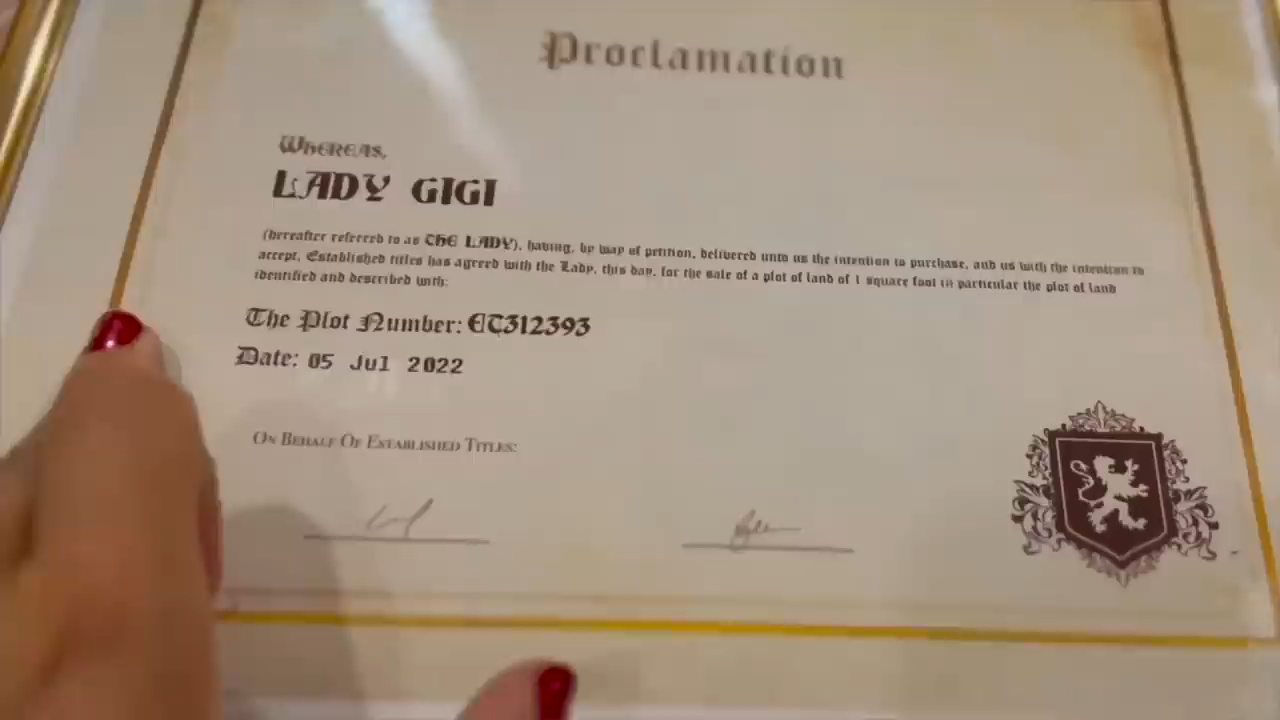 Proclamation
WHEREAS,
LADY GIGI
(hereafter referred to as THE LADY), having, by way of petition, delivered unto us the intention to purchase, and us with the intention to
accept, Established titles has agreed with the Lady, this day, for the sale of a plot of land of 1 square foot in particular the plot of land
identified and described with:
The Plot Number: ET312393
Date: 05 Jul 2022
ON BEHALF OF ESTABLISHED TITLES: